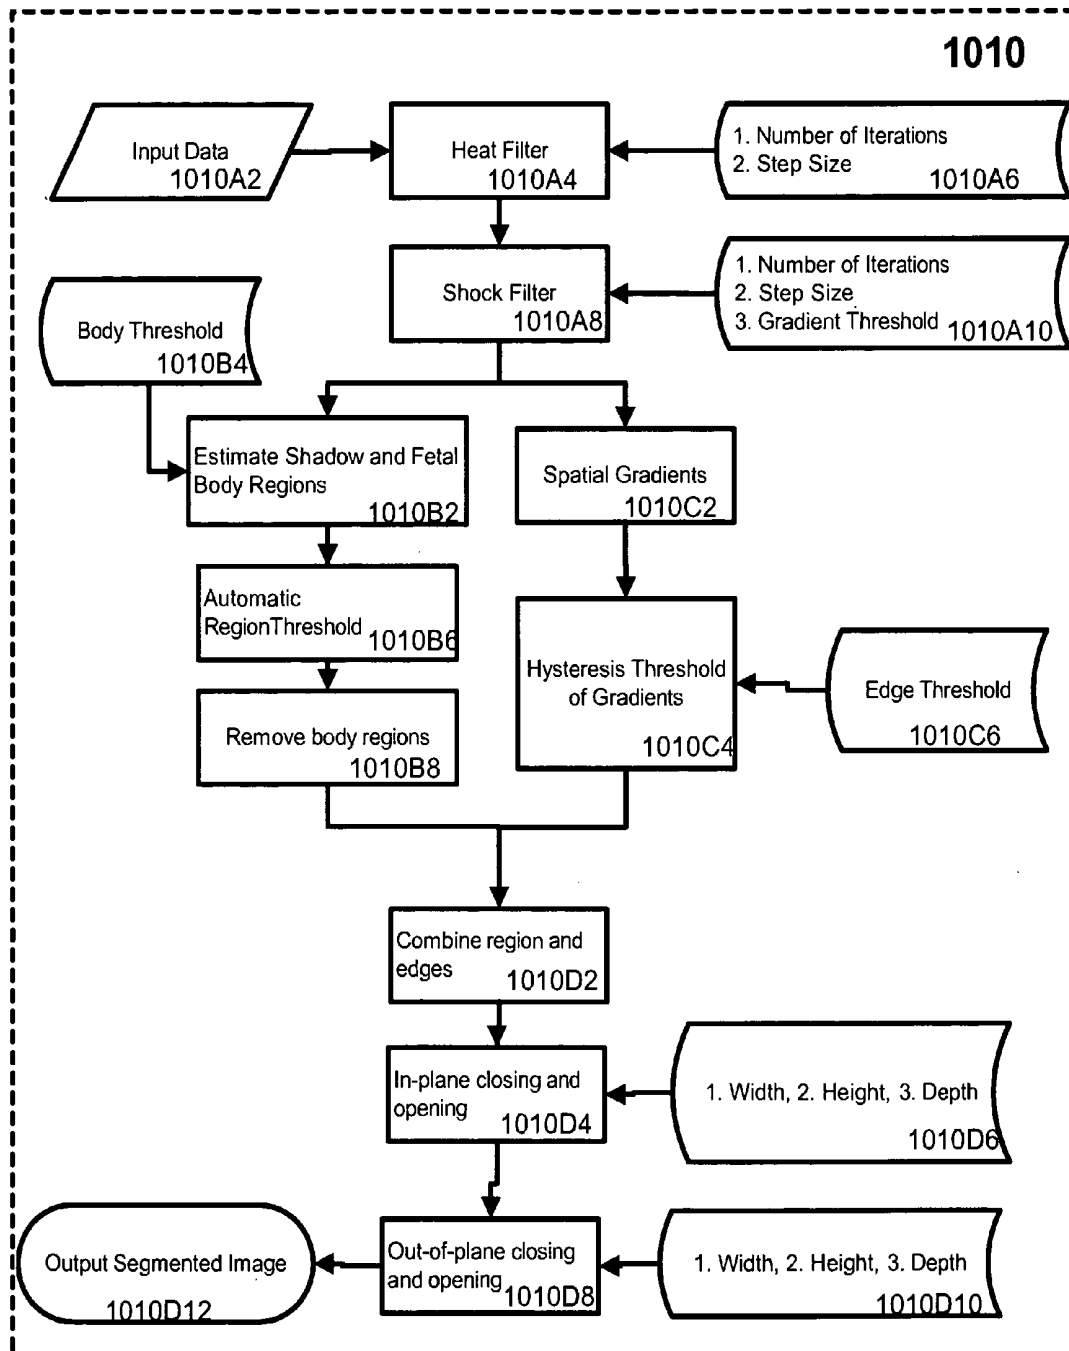 1010
Input Data
1010A2
Heat Filter
1010A4
1. Number of Iterations
2. Step Size
1010A6
Shock Filter
1010A8
1. Number of Iterations
2. Step Size
3. Gradient Threshold
1010A10
Body Threshold
1010B4
Estimate Shadow and Fetal
Body Regions
1010B2
Spatial Gradients
1010C2
Automatic
RegionThreshold
1010B6
Hysteresis Threshold
of Gradients
1010C4
Edge Threshold
1010C6
Remove body regions
1010B8
Combine region and
edges
1010D2
In-plane closing and
opening
1010D4
1. Width, 2. Height, 3. Depth
1010D6
Out-of-plane closing
and opening
1010D8
1. Width, 2. Height, 3. Depth
1010D10
Output Segmented Image
1010D12